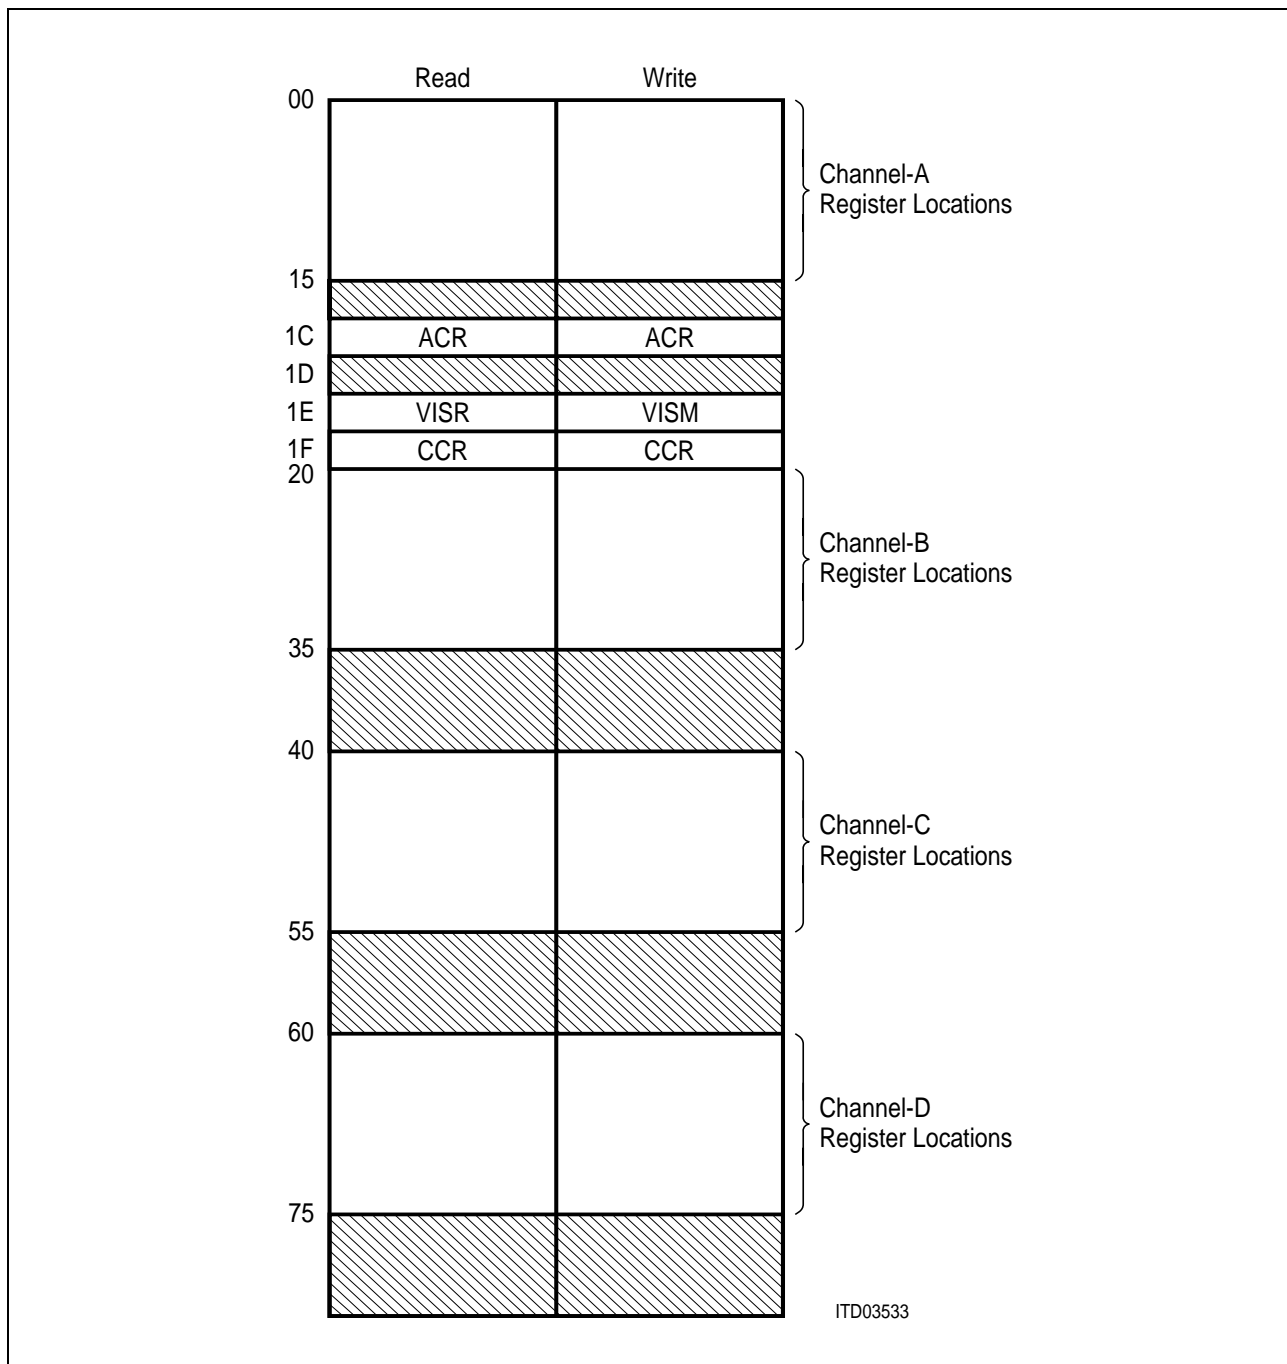 Read Write
00
Channel-A
Register Locations
15
1C ACR ACR
1D
1E VISR VISM
1F CCR CCR
20
Channel-B
Register Locations
35
40
Channel-C
Register Locations
55
60
Channel-D
Register Locations
75
ITD03533